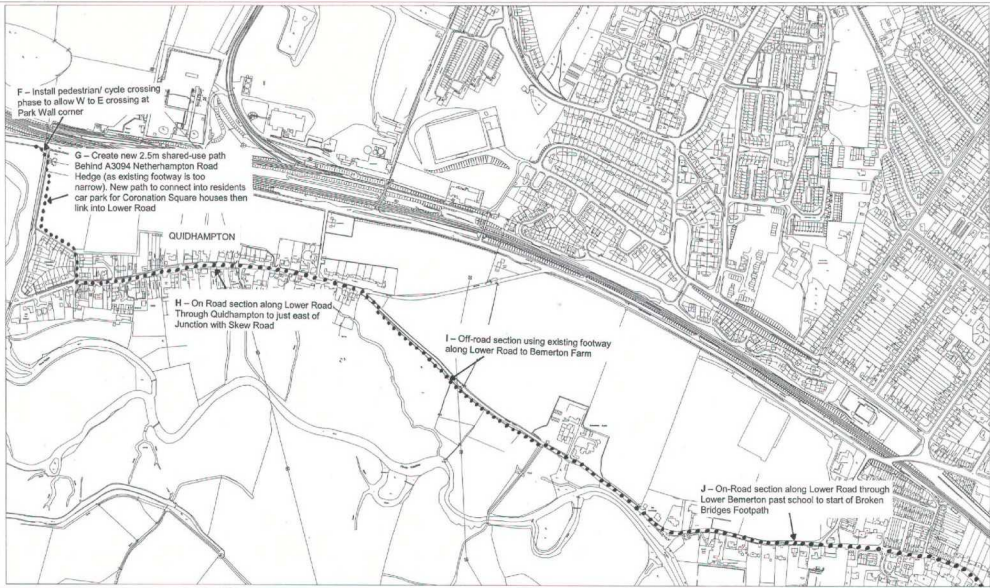 F – Install pedestrian/ cycle crossing
phase to allow W to E crossing at
Park Wall corner
G – Create new 2.5m shared-use path
Behind A3094 Netherhampton Road
Hedge (as existing footway is too
narrow). New path to connect into residents
car park for Coronation Square houses then
link into Lower Road
QUIDHAMPTON
H – On Road section along Lower Road
Through Quidhampton to just east of
Junction with Skew Road
I – Off-road section using existing footway
along Lower Road to Bemerton Farm
J – On-Road section along Lower Road through
Lower Bemerton past school to start of Broken
Bridges Footpath